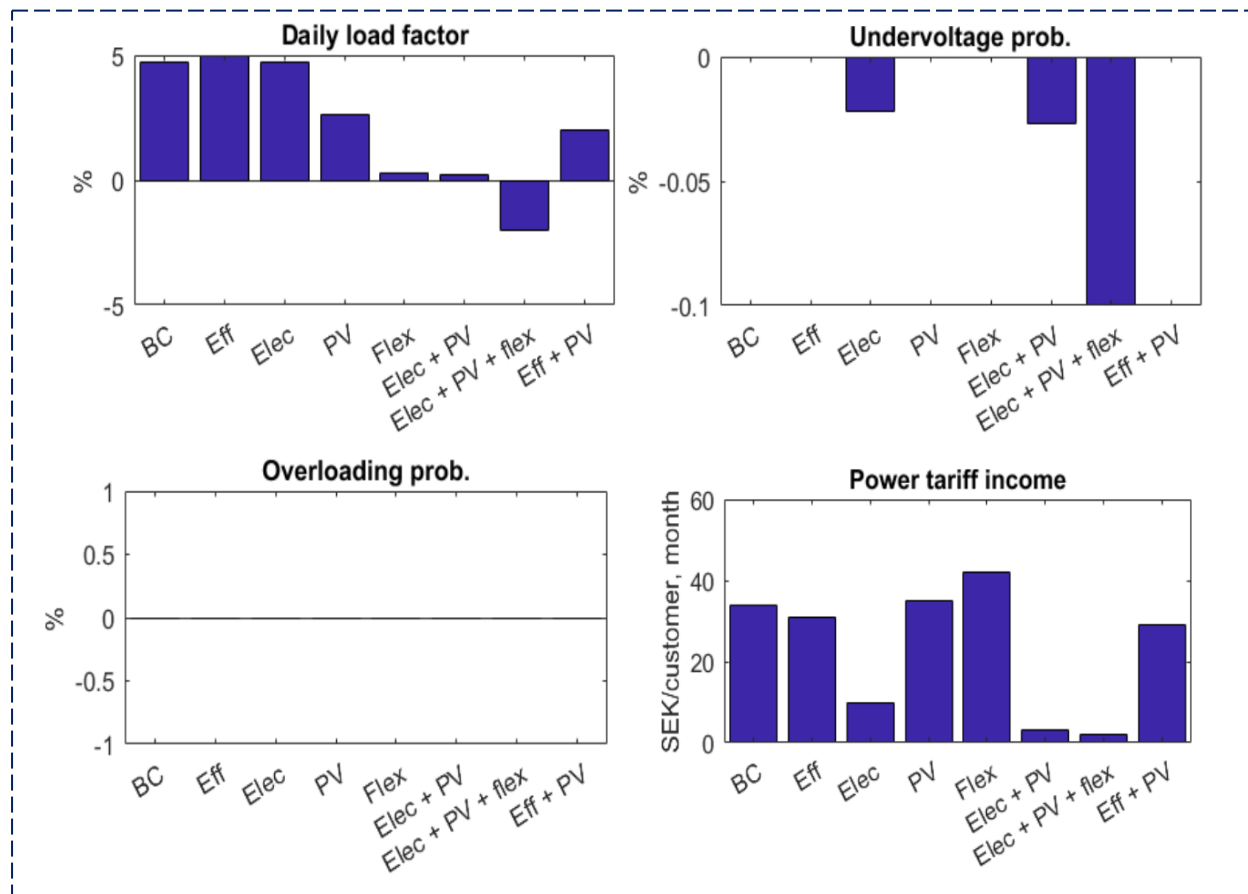 Daily load factor
5
0
-5
%
BC
Eff
Elec
PV
Flex
Elec + PV
Elec + PV + flex
Eff + PV
Undervoltage prob.
0
-0.05
-0.1
%
BC
Eff
Elec
PV
Flex
Elec + PV
Elec + PV + flex
Eff + PV
Overloading prob.
1
0.5
0
-0.5
-1
%
BC
Eff
Elec
PV
Flex
Elec + PV
Elec + PV + flex
Eff + PV
Power tariff income
60
40
20
0
SEK/customer, month
BC
Eff
Elec
PV
Flex
Elec + PV
Elec + PV + flex
Eff + PV